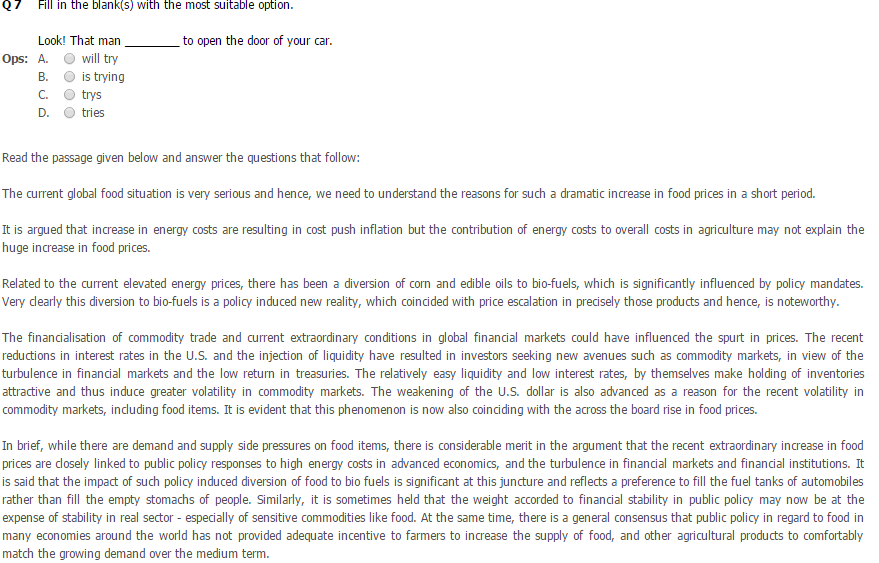 Q 7 Fill in the blank(s) with the most suitable option.
Look! That man ________ to open the door of your car.
Ops: A. will try
B. is trying
C. trys
D. tries
Read the passage given below and answer the questions that follow:
The current global food situation is very serious and hence, we need to understand the reasons for such a dramatic increase in food prices in a short period.
It is argued that increase in energy costs are resulting in cost push inflation but the contribution of energy costs to overall costs in agriculture may not explain the
huge increase in food prices.
Related to the current elevated energy prices, there has been a diversion of corn and edible oils to bio-fuels, which is significantly influenced by policy mandates.
Very clearly this diversion to bio-fuels is a policy induced new reality, which coincided with price escalation in precisely those products and hence, is noteworthy.
The financialisation of commodity trade and current extraordinary conditions in global financial markets could have influenced the spurt in prices. The recent
reductions in interest rates in the U.S. and the injection of liquidity have resulted in investors seeking new avenues such as commodity markets, in view of the
turbulence in financial markets and the low return in treasuries. The relatively easy liquidity and low interest rates, by themselves make holding of inventories
attractive and thus induce greater volatility in commodity markets. The weakening of the U.S. dollar is also advanced as a reason for the recent volatility in
commodity markets, including food items. It is evident that this phenomenon is now also coinciding with the across the board rise in food prices.
In brief, while there are demand and supply side pressures on food items, there is considerable merit in the argument that the recent extraordinary increase in food
prices are closely linked to public policy responses to high energy costs in advanced economics, and the turbulence in financial markets and financial institutions. It
is said that the impact of such policy induced diversion of food to bio fuels is significant at this juncture and reflects a preference to fill the fuel tanks of automobiles
rather than fill the empty stomachs of people. Similarly, it is sometimes held that the weight accorded to financial stability in public policy may now be at the
expense of stability in real sector - especially of sensitive commodities like food. At the same time, there is a general consensus that public policy in regard to food in
many economies around the world has not provided adequate incentive to farmers to increase the supply of food, and other agricultural products to comfortably
match the growing demand over the medium term.